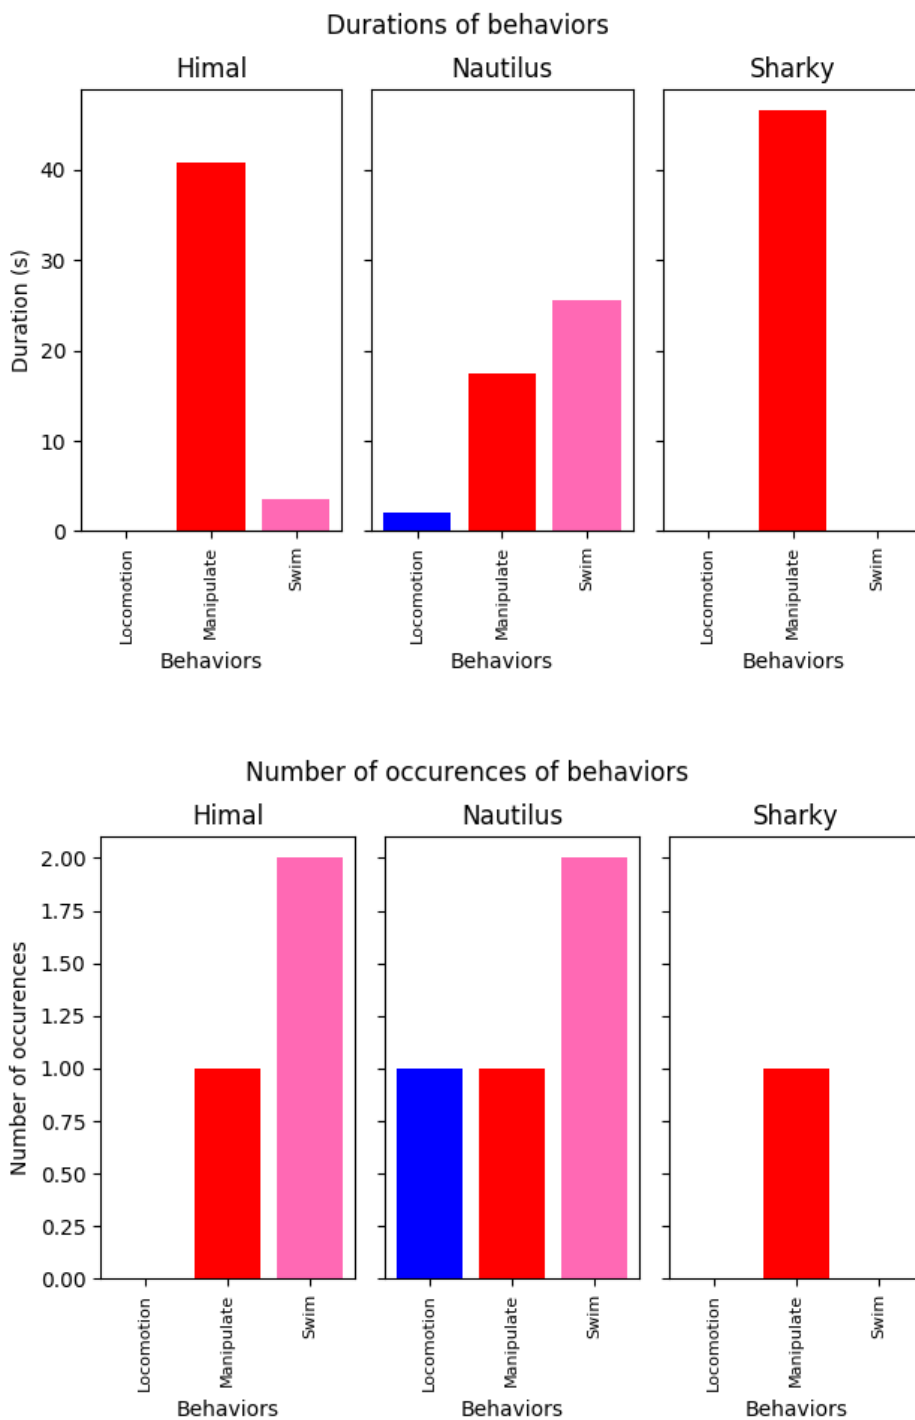 Durations of behaviors
Himal Nautilus Sharky
Duration (s)
40
30
20
10
0
Locomotion Manipulate Swim Locomotion Manipulate Swim Locomotion Manipulate Swim
Behaviors Behaviors Behaviors
Number of occurences of behaviors
Himal Nautilus Sharky
Number of occurences
2.00
1.75
1.50
1.25
1.00
0.75
0.50
0.25
0.00
Locomotion Manipulate Swim Locomotion Manipulate Swim Locomotion Manipulate Swim
Behaviors Behaviors Behaviors